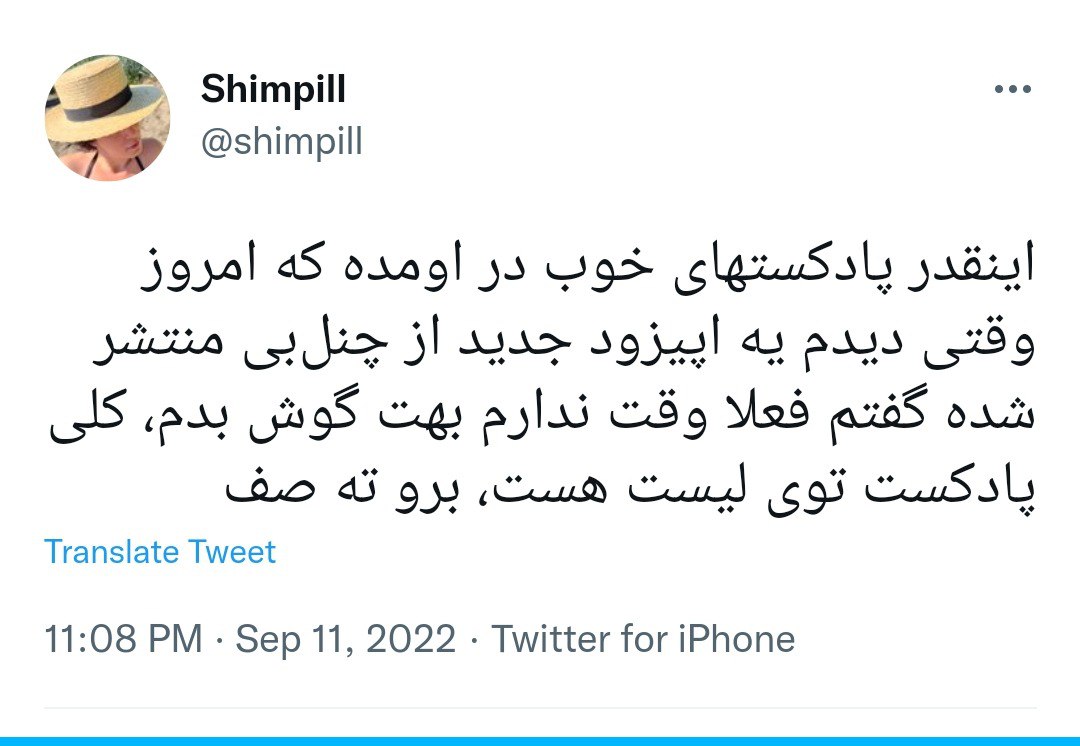 Shimpill
@shimpill
اینقدر پادکستهای خوب در اومده که امروز
وقتی دیدم یه اپیزود جدید از چنل‌بی منتشر
شده گفتم فعلا وقت ندارم بهت گوش بدم، کلی
پادکست توی لیست هست، برو ته صف
Translate Tweet
11:08 PM · Sep 11, 2022 · Twitter for iPhone